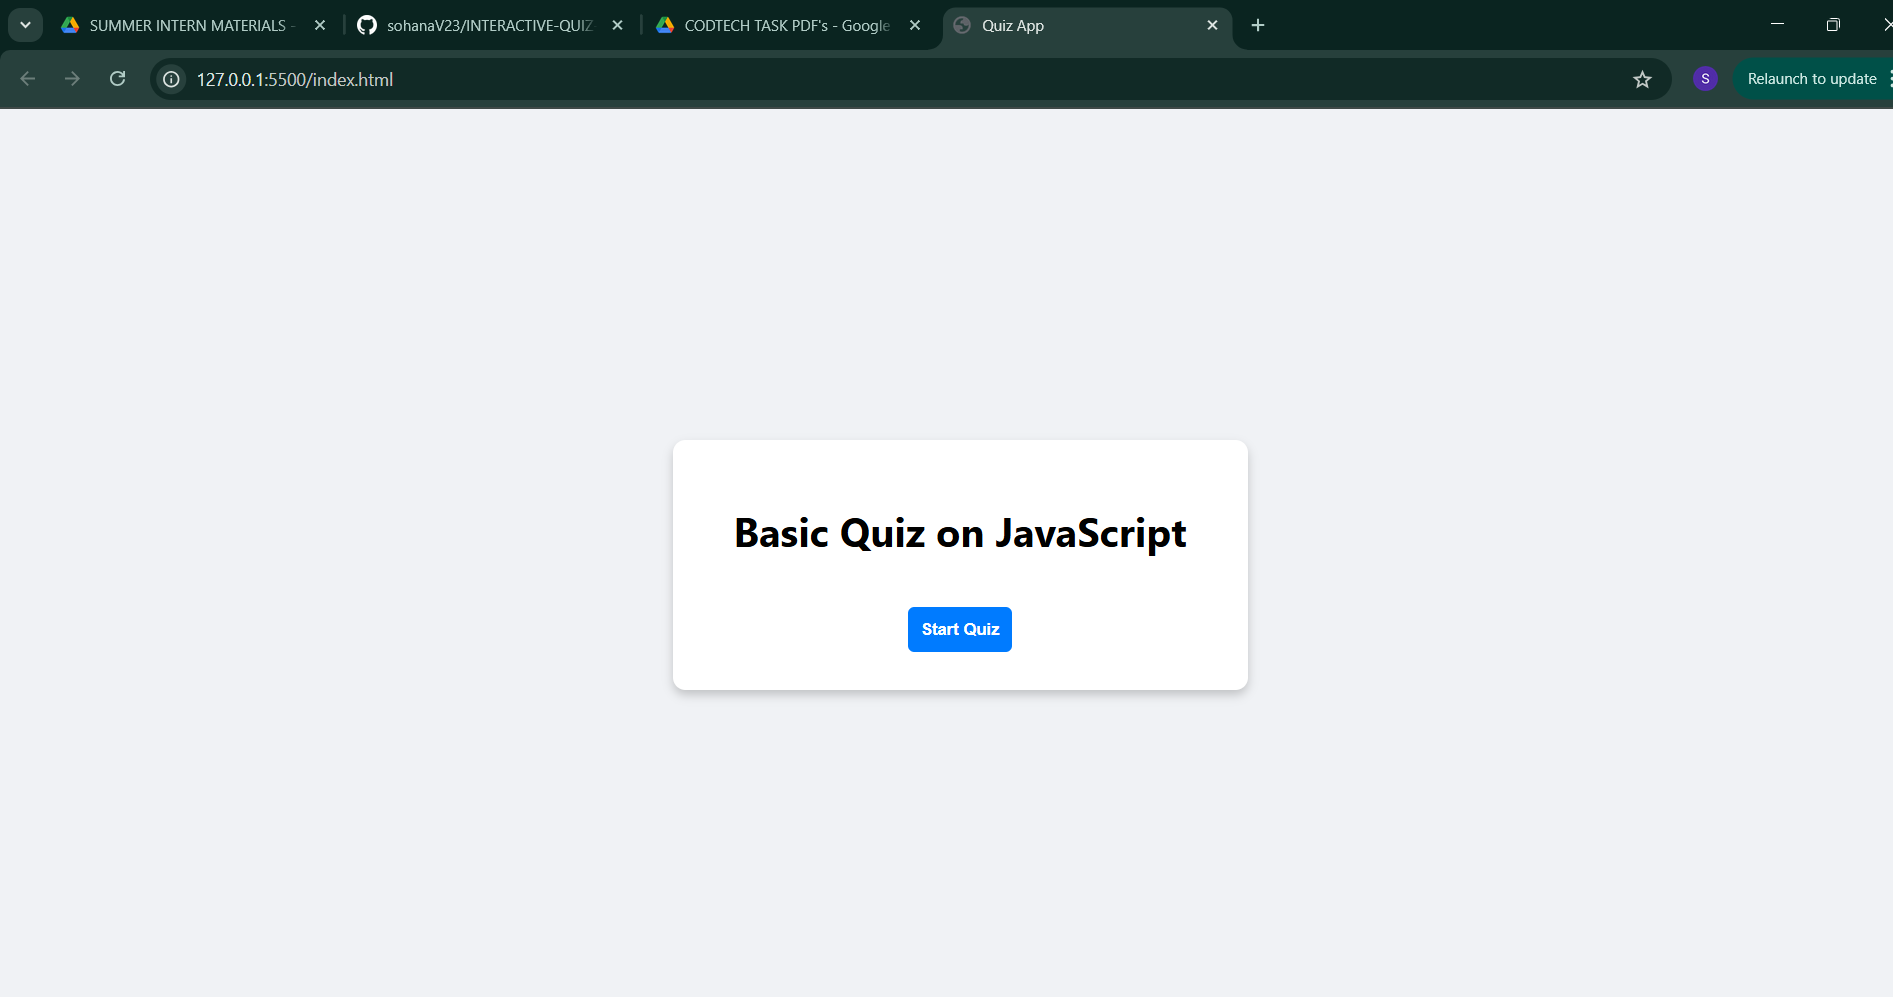 SUMMER INTERN MATERIALS -
sohanaV23/INTERACTIVE-QUIZ
CODTECH TASK PDF's - Google
Quiz App
127.0.0.1:5500/index.html
S
Relaunch to update
Basic Quiz on JavaScript
Start Quiz